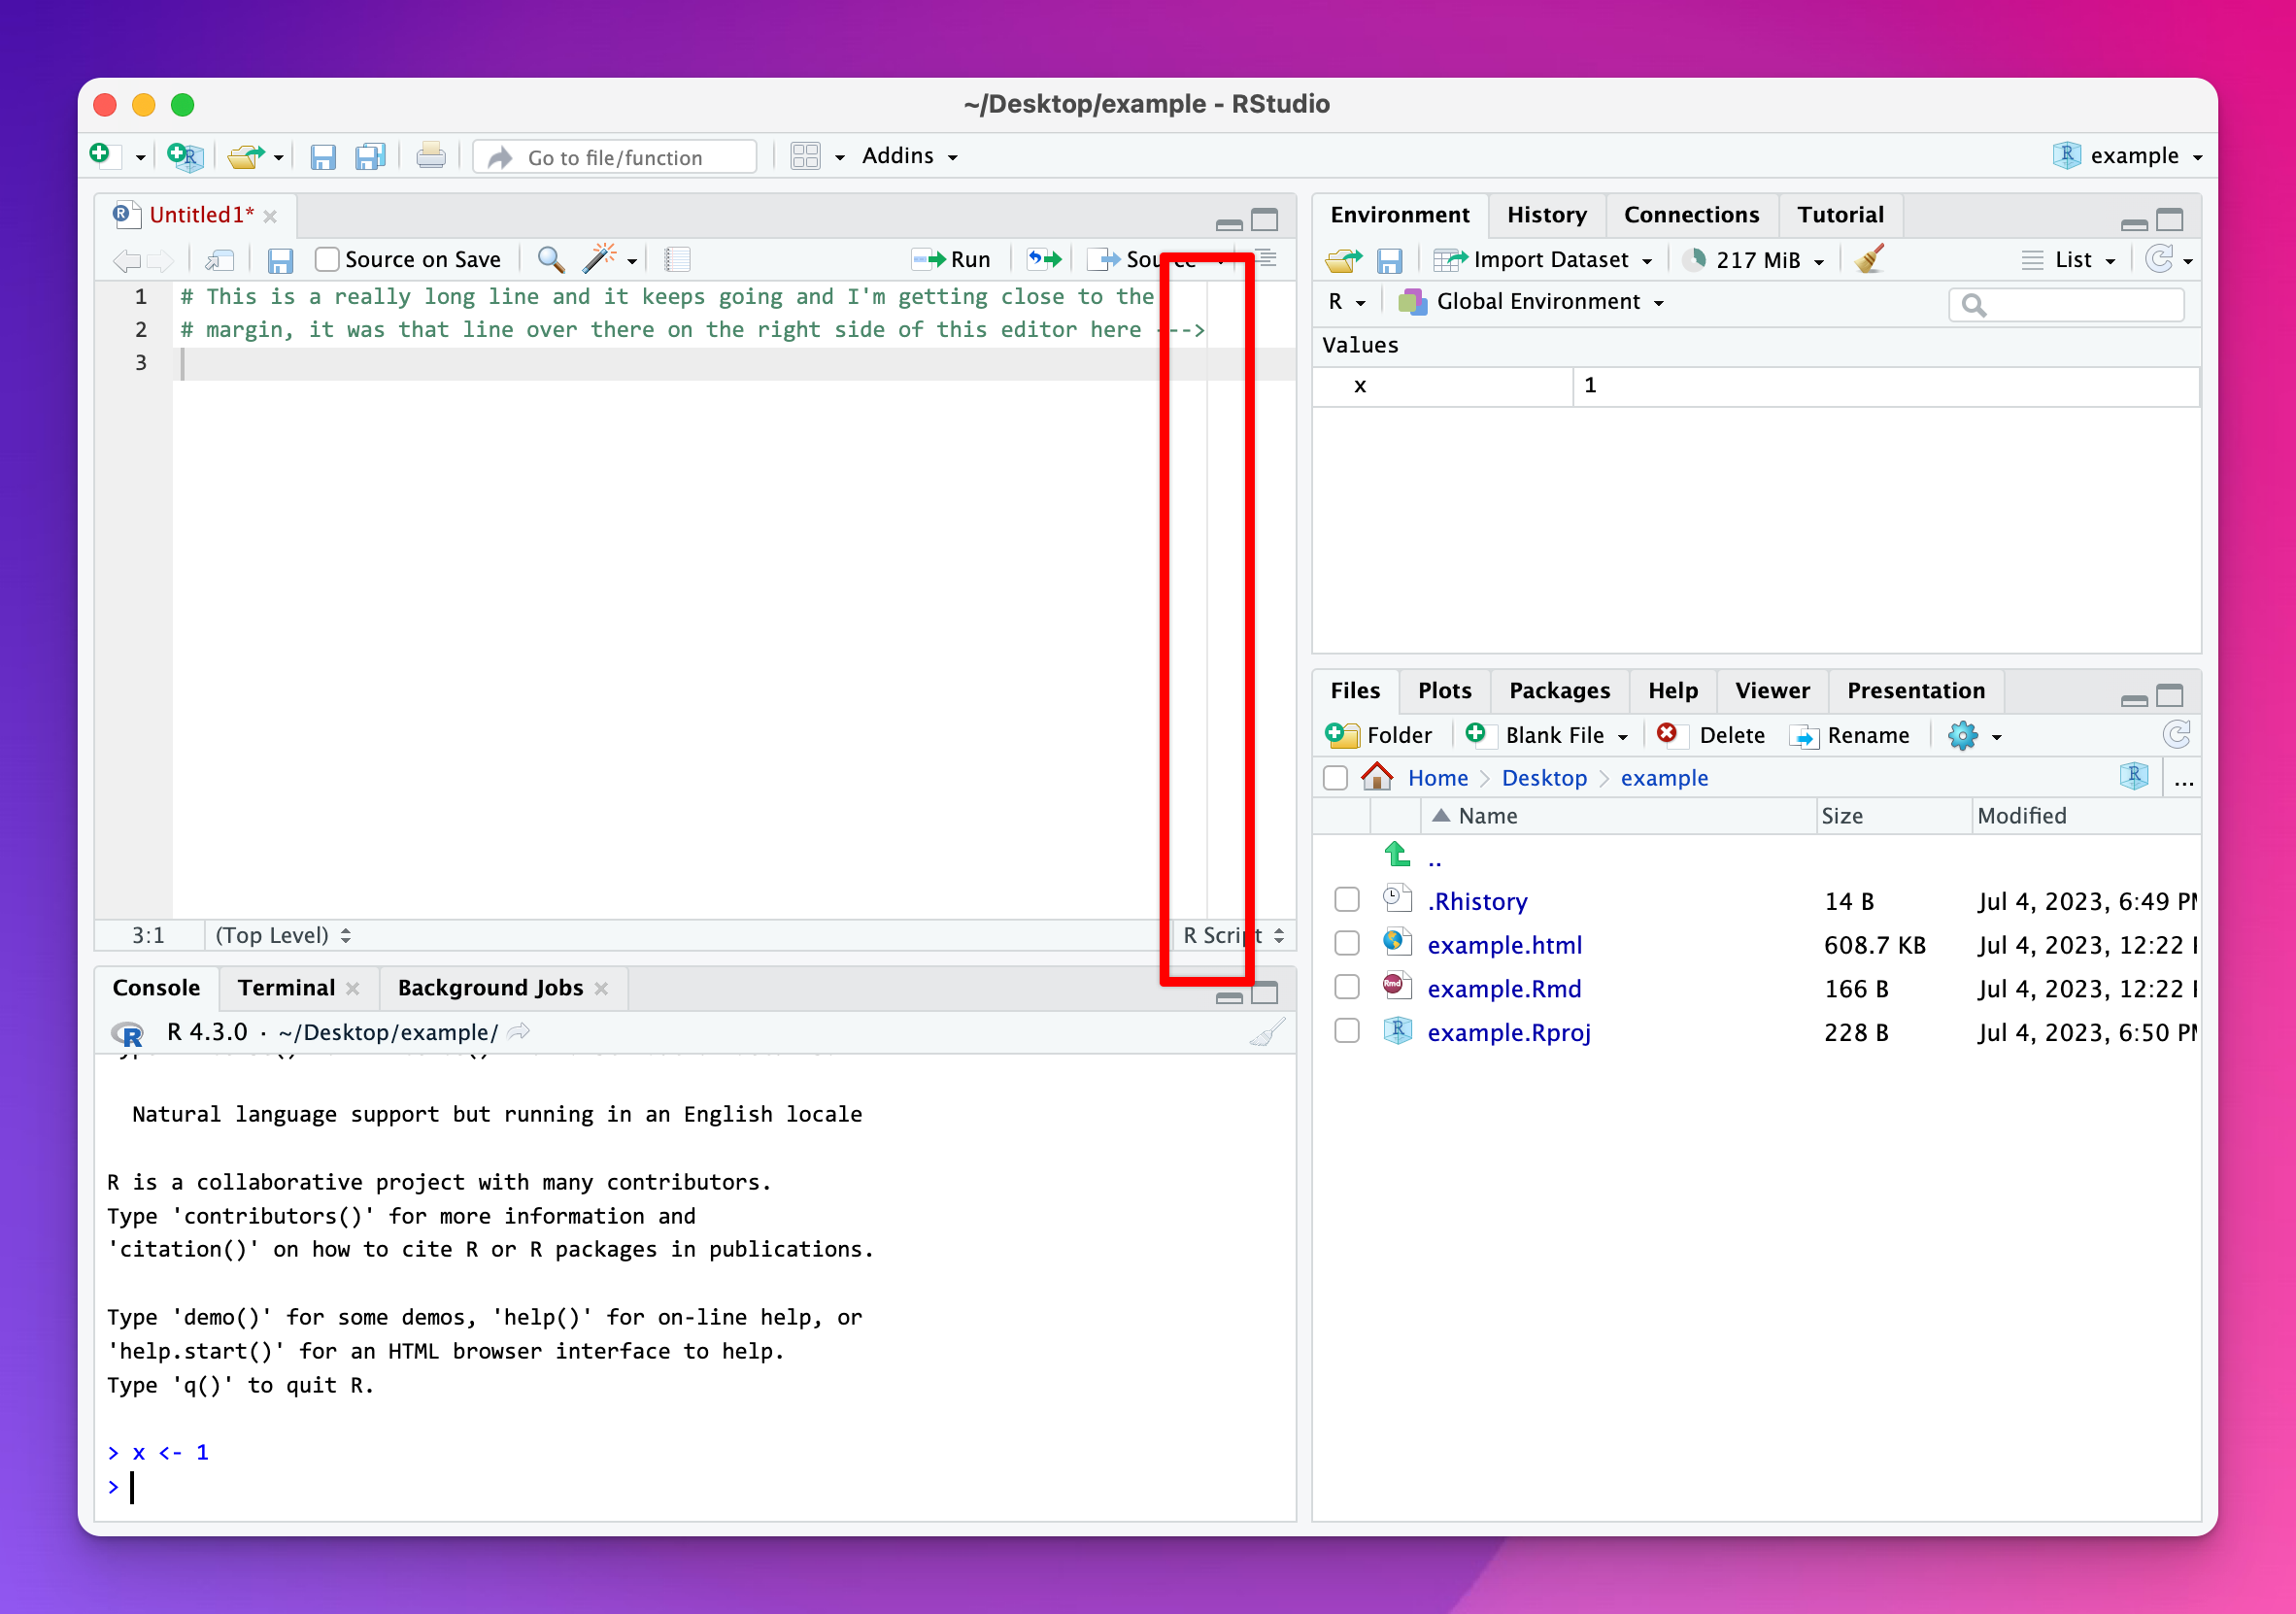 ~/Desktop/example - RStudio
Go to file/function
Addins
example
Untitled1*
Source on Save
Run
Source
1 # This is a really long line and it keeps going and I'm getting close to the
2 # margin, it was that line over there on the right side of this editor here --->
3
3:1
(Top Level)
R Script
Console
Terminal
Background Jobs
R 4.3.0 · ~/Desktop/example/
Natural language support but running in an English locale
R is a collaborative project with many contributors.
Type 'contributors()' for more information and
'citation()' on how to cite R or R packages in publications.
Type 'demo()' for some demos, 'help()' for on-line help, or
'help.start()' for an HTML browser interface to help.
Type 'q()' to quit R.
> x <- 1
>
Environment
History
Connections
Tutorial
Import Dataset
217 MiB
List
R
Global Environment
Values
x 1
Files
Plots
Packages
Help
Viewer
Presentation
Folder
Blank File
Delete
Rename
Home
Desktop
example
R
...
Name Size Modified
..
.Rhistory 14 B Jul 4, 2023, 6:49 PM
example.html 608.7 KB Jul 4, 2023, 12:22
example.Rmd 166 B Jul 4, 2023, 12:22
example.Rproj 228 B Jul 4, 2023, 6:50 PM